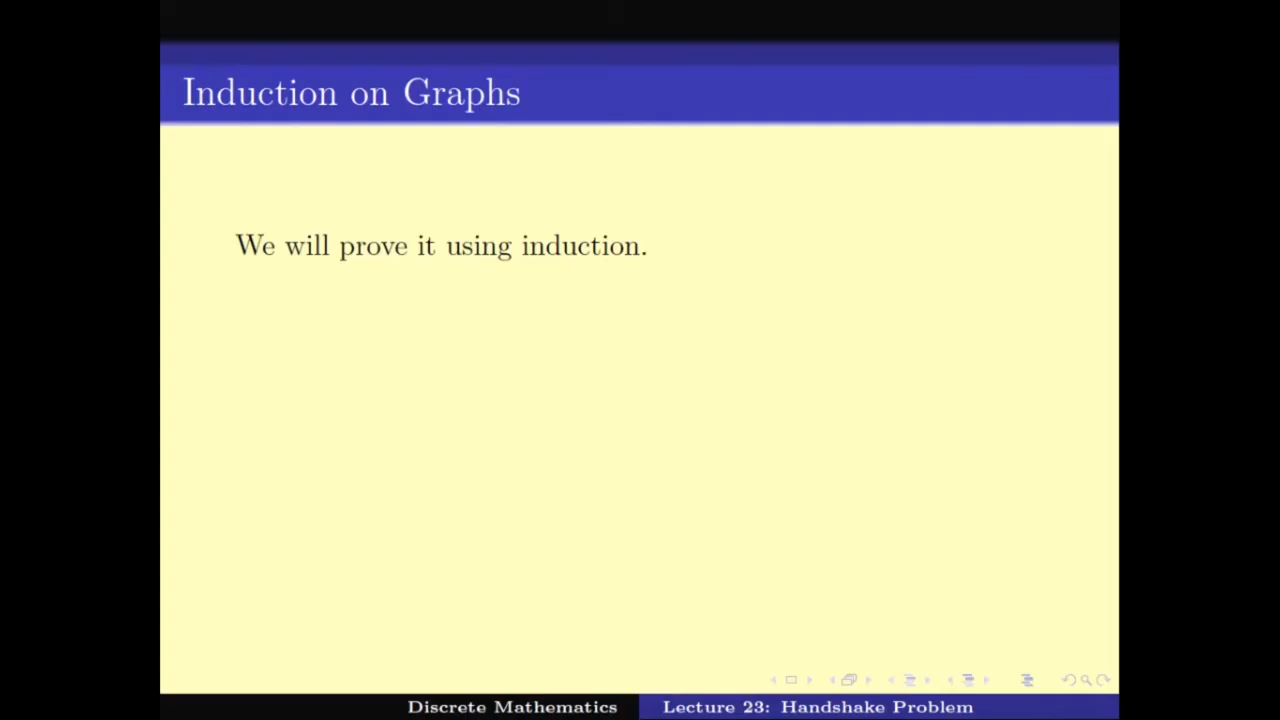 Induction on Graphs
We will prove it using induction.
Discrete Mathematics
Lecture 23: Handshake Problem